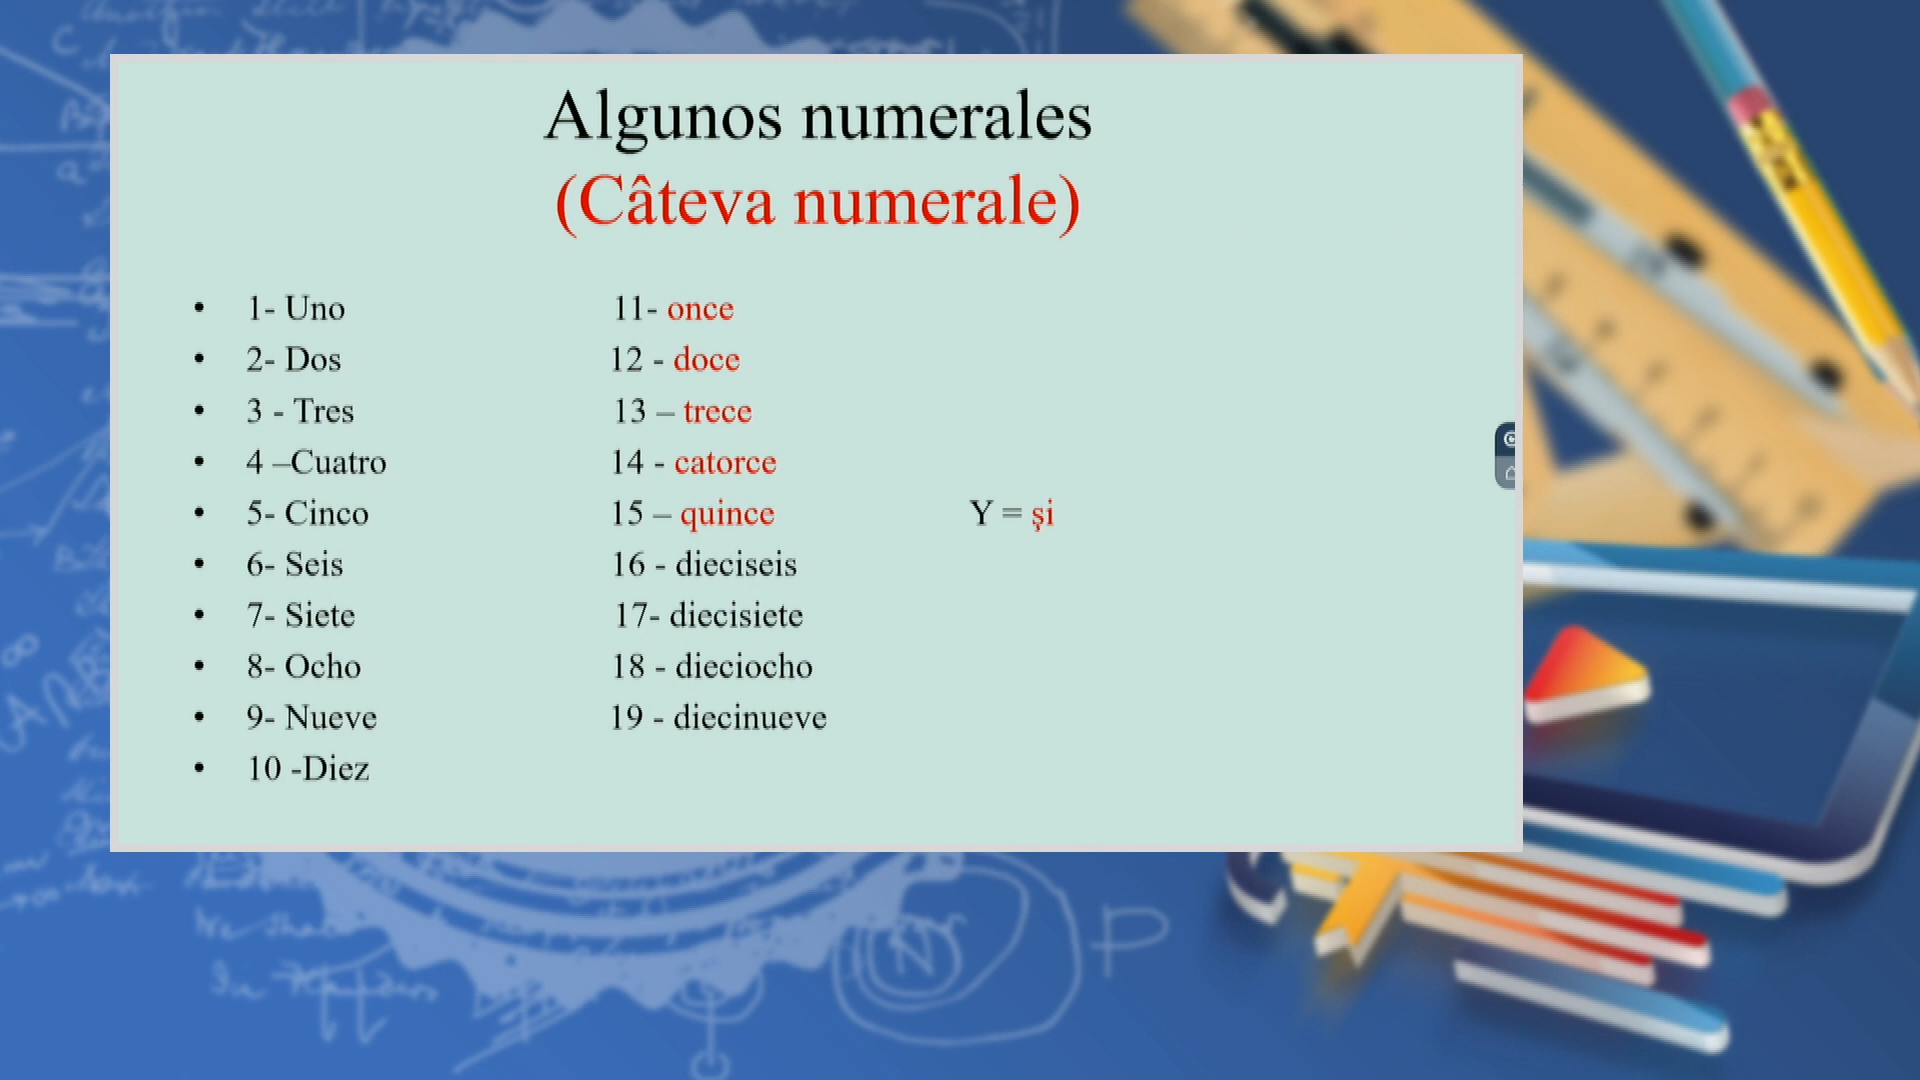 Algunos numerales
(Câteva numerale)
• 1- Uno 11- once
• 2- Dos 12 - doce
• 3 - Tres 13 – trece
• 4 –Cuatro 14 - catorce
• 5- Cinco 15 – quince Y = şi
• 6- Seis 16 - dieciseis
• 7- Siete 17- diecisiete
• 8- Ocho 18 - dieciocho
• 9- Nueve 19 - diecinueve
• 10 -Diez
P